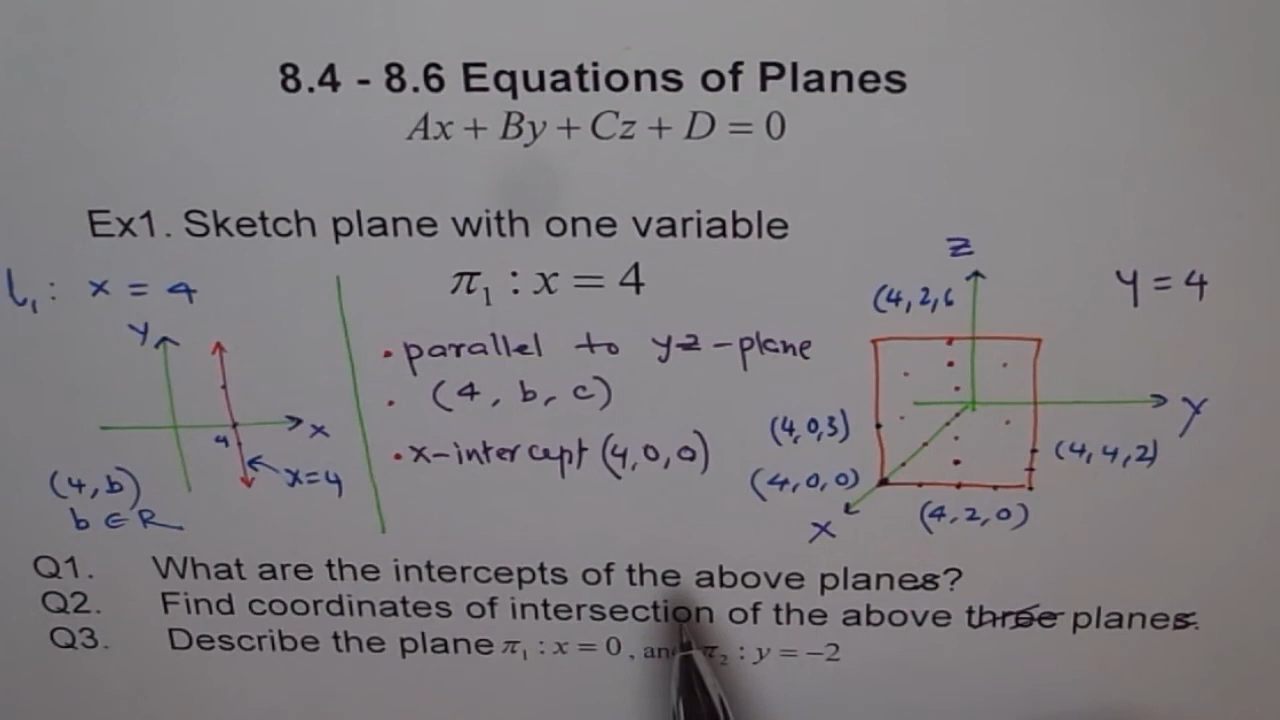 8.4 - 8.6 Equations of Planes
Ax + By + Cz + D = 0
Ex1. Sketch plane with one variable
l₁ : x = 4
π₁ : x = 4
y = 4
• parallel to yz-plane
• (4, b, c)
• x-intercept (4,0,0)
y
x
4
x=4
(4,b)
b ∈ R
z
(4,2,6
y
(4,0,3)
(4,4,2)
(4,0,0)
(4,2,0)
x
Q1. What are the intercepts of the above planes?
Q2. Find coordinates of intersection of the above three planes.
Q3. Describe the plane π₁ : x = 0 , and π₂ : y = −2